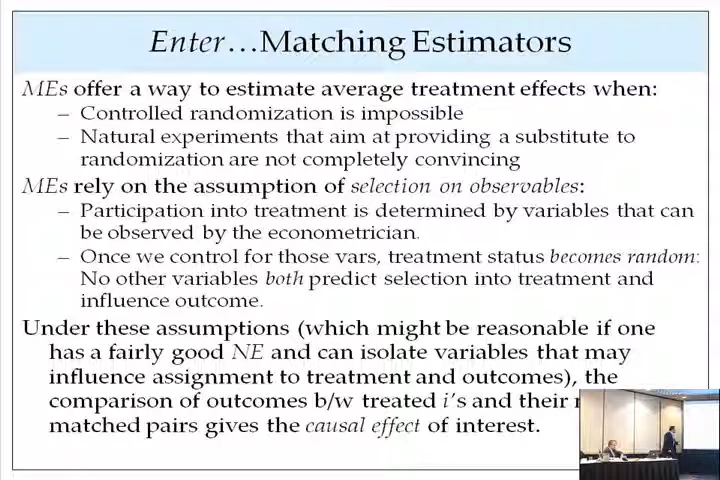 Enter…Matching Estimators
MEs offer a way to estimate average treatment effects when:
– Controlled randomization is impossible
– Natural experiments that aim at providing a substitute to
randomization are not completely convincing
MEs rely on the assumption of selection on observables:
– Participation into treatment is determined by variables that can
be observed by the econometrician.
– Once we control for those vars, treatment status becomes random:
No other variables both predict selection into treatment and
influence outcome.
Under these assumptions (which might be reasonable if one
has a fairly good NE and can isolate variables that may
influence assignment to treatment and outcomes), the
comparison of outcomes b/w treated i's and their
matched pairs gives the causal effect of interest.